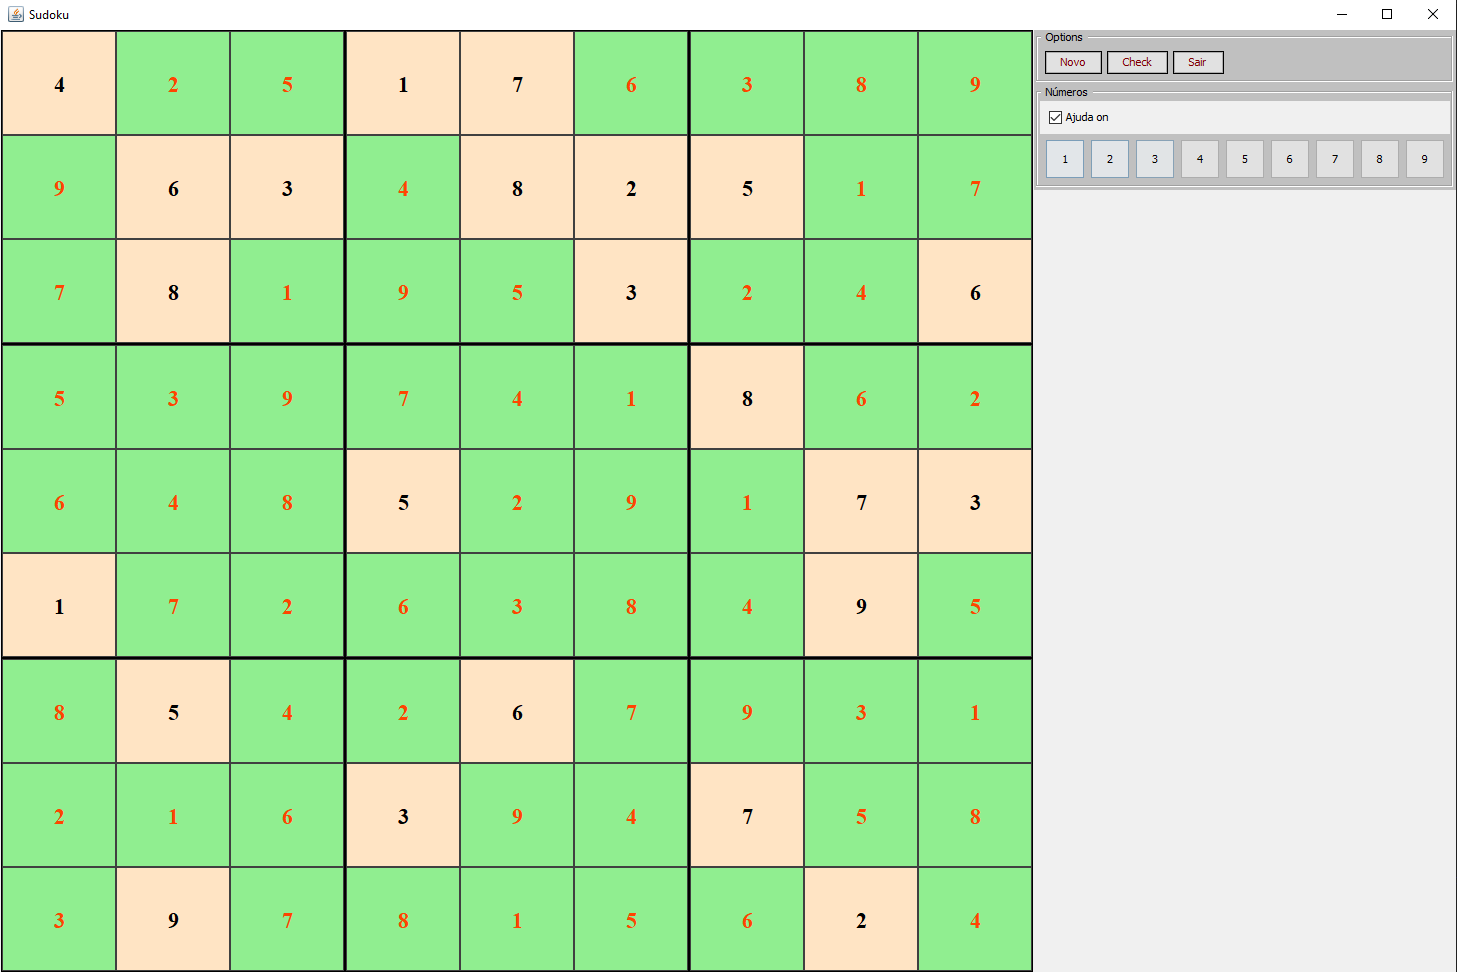 Sudoku
Options
Novo Check Sair
Números
Ajuda on
1 2 3 4 5 6 7 8 9
4 2 5 1 7 6 3 8 9
9 6 3 4 8 2 5 1 7
7 8 1 9 5 3 2 4 6
5 3 9 7 4 1 8 6 2
6 4 8 5 2 9 1 7 3
1 7 2 6 3 8 4 9 5
8 5 4 2 6 7 9 3 1
2 1 6 3 9 4 7 5 8
3 9 7 8 1 5 6 2 4